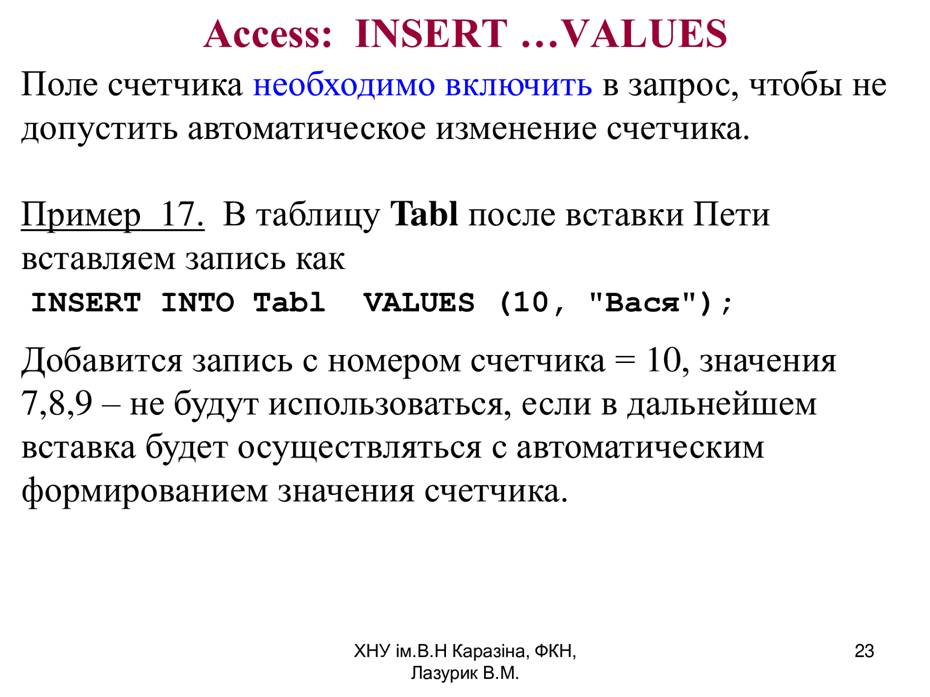 Access:  INSERT …VALUES
Поле счетчика необходимо включить в запрос, чтобы не
допустить автоматическое изменение счетчика.
Пример  17.  В таблицу Tabl после вставки Пети
вставляем запись как
INSERT INTO Tabl  VALUES (10, "Вася");
Добавится запись с номером счетчика = 10, значения
7,8,9 – не будут использоваться, если в дальнейшем
вставка будет осуществляться с автоматическим
формированием значения счетчика.
ХНУ ім.В.Н Каразіна, ФКН,
Лазурик В.М.
23